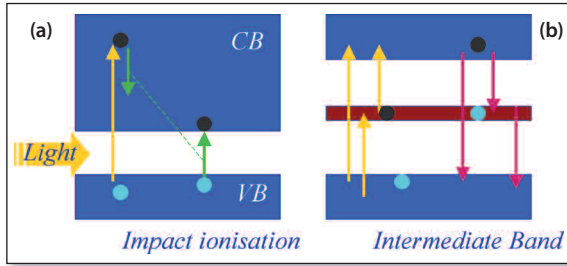 (a)
CB
(b)
Light
VB
Impact ionisation
Intermediate Band